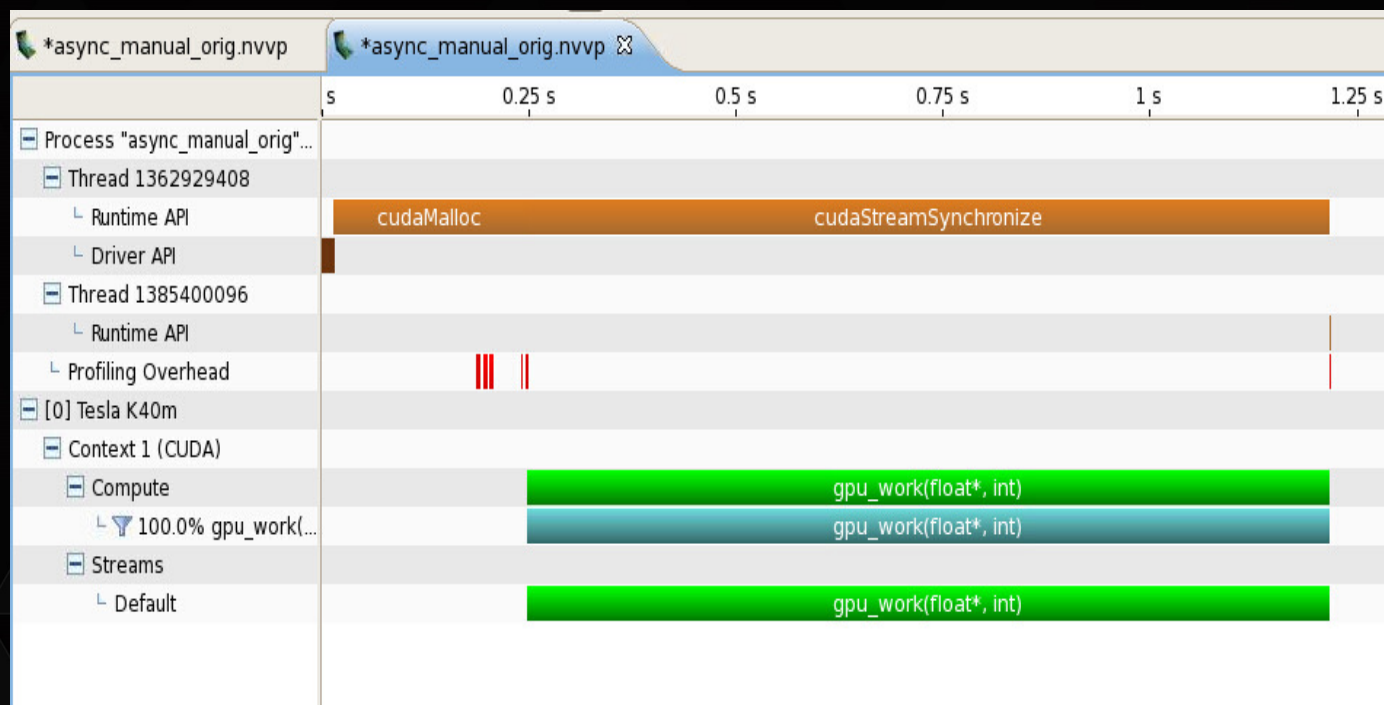 *async_manual_orig.nvvp *async_manual_orig.nvvp
s 0.25 s 0.5 s 0.75 s 1 s 1.25 s
Process "async_manual_orig"...
Thread 1362929408
Runtime API cudaMalloc cudaStreamSynchronize
Driver API
Thread 1385400096
Runtime API
Profiling Overhead
[0] Tesla K40m
Context 1 (CUDA)
Compute gpu_work(float*, int)
100.0% gpu_work(... gpu_work(float*, int)
Streams
Default gpu_work(float*, int)